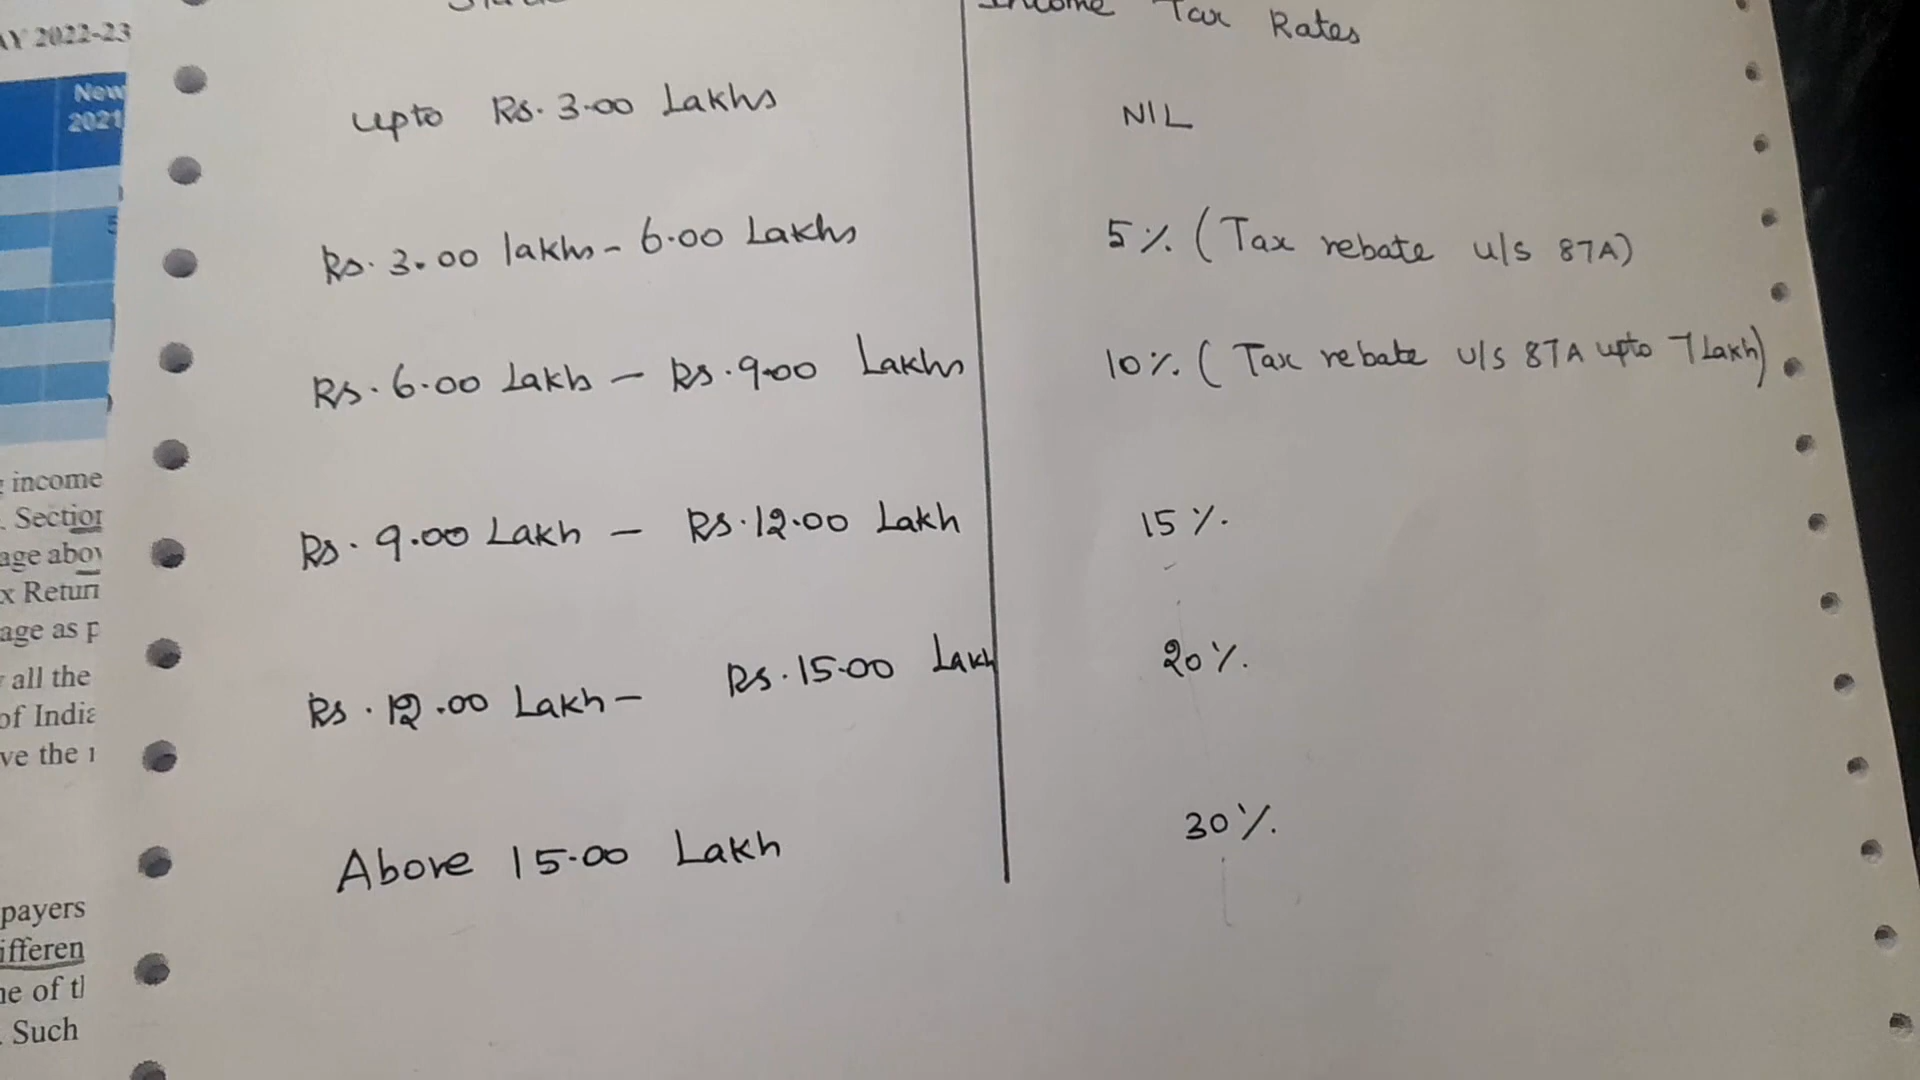 AY 2022-23
New
2021
Income Tax Rates
upto Rs. 3.00 Lakhs NIL
Rs. 3.00 lakhs - 6.00 Lakhs 5% (Tax rebate u/s 87A)
Rs. 6.00 Lakh - Rs. 9.00 Lakhs 10% (Tax rebate u/s 87A upto 7 Lakh)
Rs. 9.00 Lakh - Rs. 12.00 Lakh 15%
Rs. 12.00 Lakh - Rs. 15.00 Lakh 20%
Above 15.00 Lakh 30%
income
. Section
age abov
x Return
age as p
all the
of India
ve the
payers
ifferen
ne of t
. Such